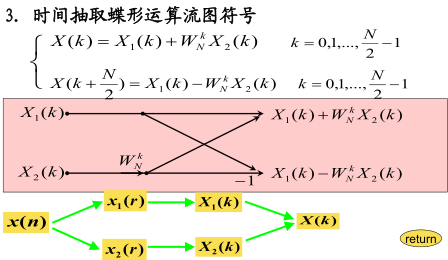 3. 时间抽取蝶形运算流图符号
X(k) = X₁(k) + W_N^k X₂(k)    k = 0,1,..., N/2 − 1
X(k + N/2) = X₁(k) − W_N^k X₂(k)    k = 0,1,..., N/2 − 1
X₁(k)    X₁(k) + W_N^k X₂(k)
W_N^k
X₂(k)    −1    X₁(k) − W_N^k X₂(k)
x₁(r)    X₁(k)
x(n)    X(k)
x₂(r)    X₂(k)
return